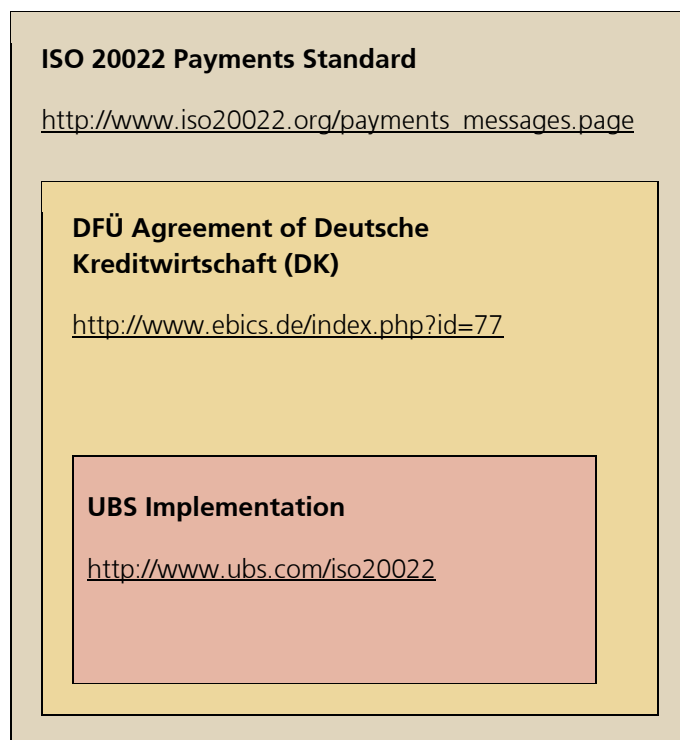 ISO 20022 Payments Standard
http://www.iso20022.org/payments_messages.page
DFÜ Agreement of Deutsche
Kreditwirtschaft (DK)
http://www.ebics.de/index.php?id=77
UBS Implementation
http://www.ubs.com/iso20022